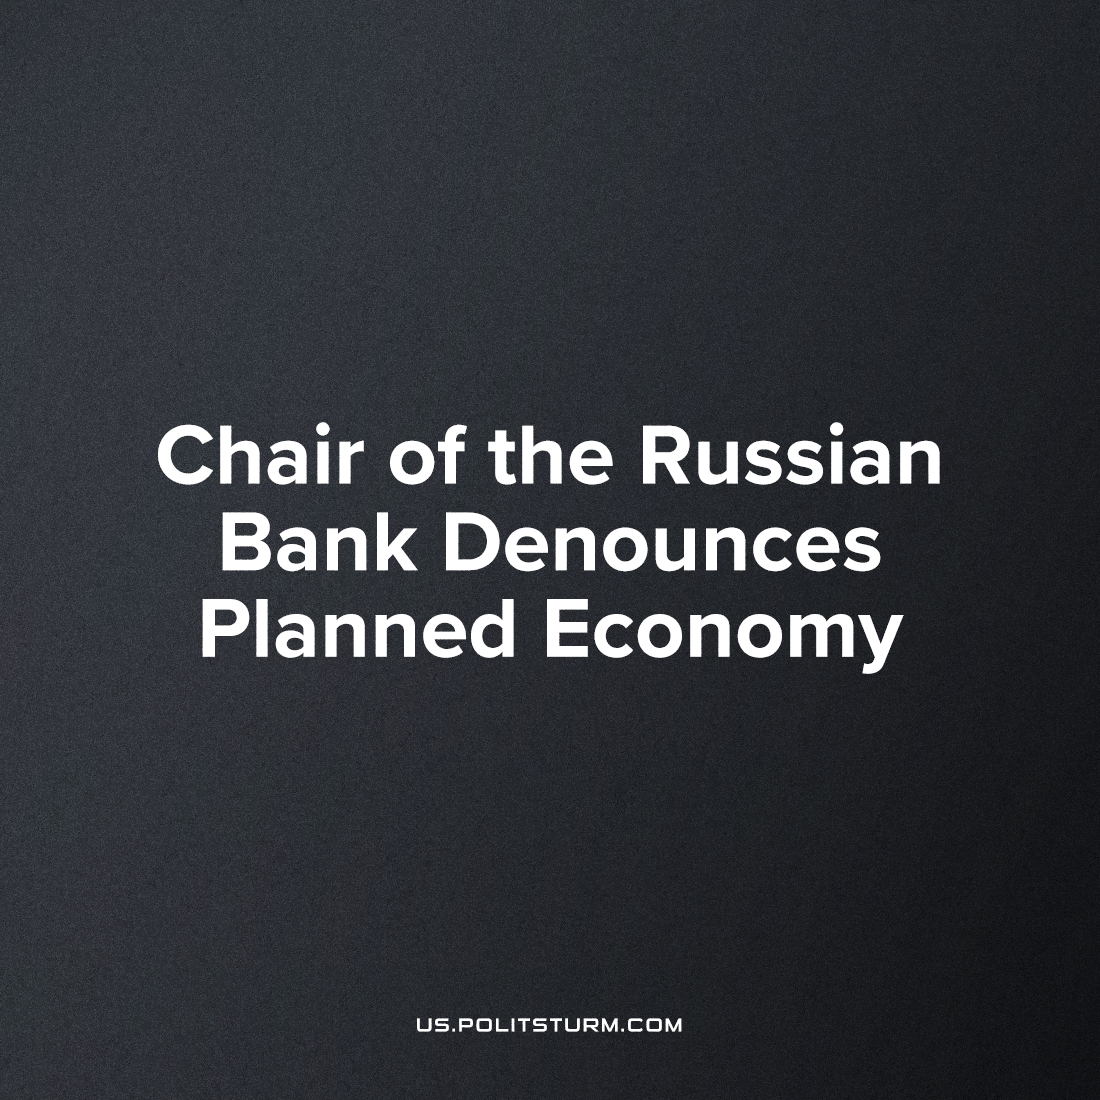 Chair of the Russian
Bank Denounces
Planned Economy
US.POLITSTURM.COM